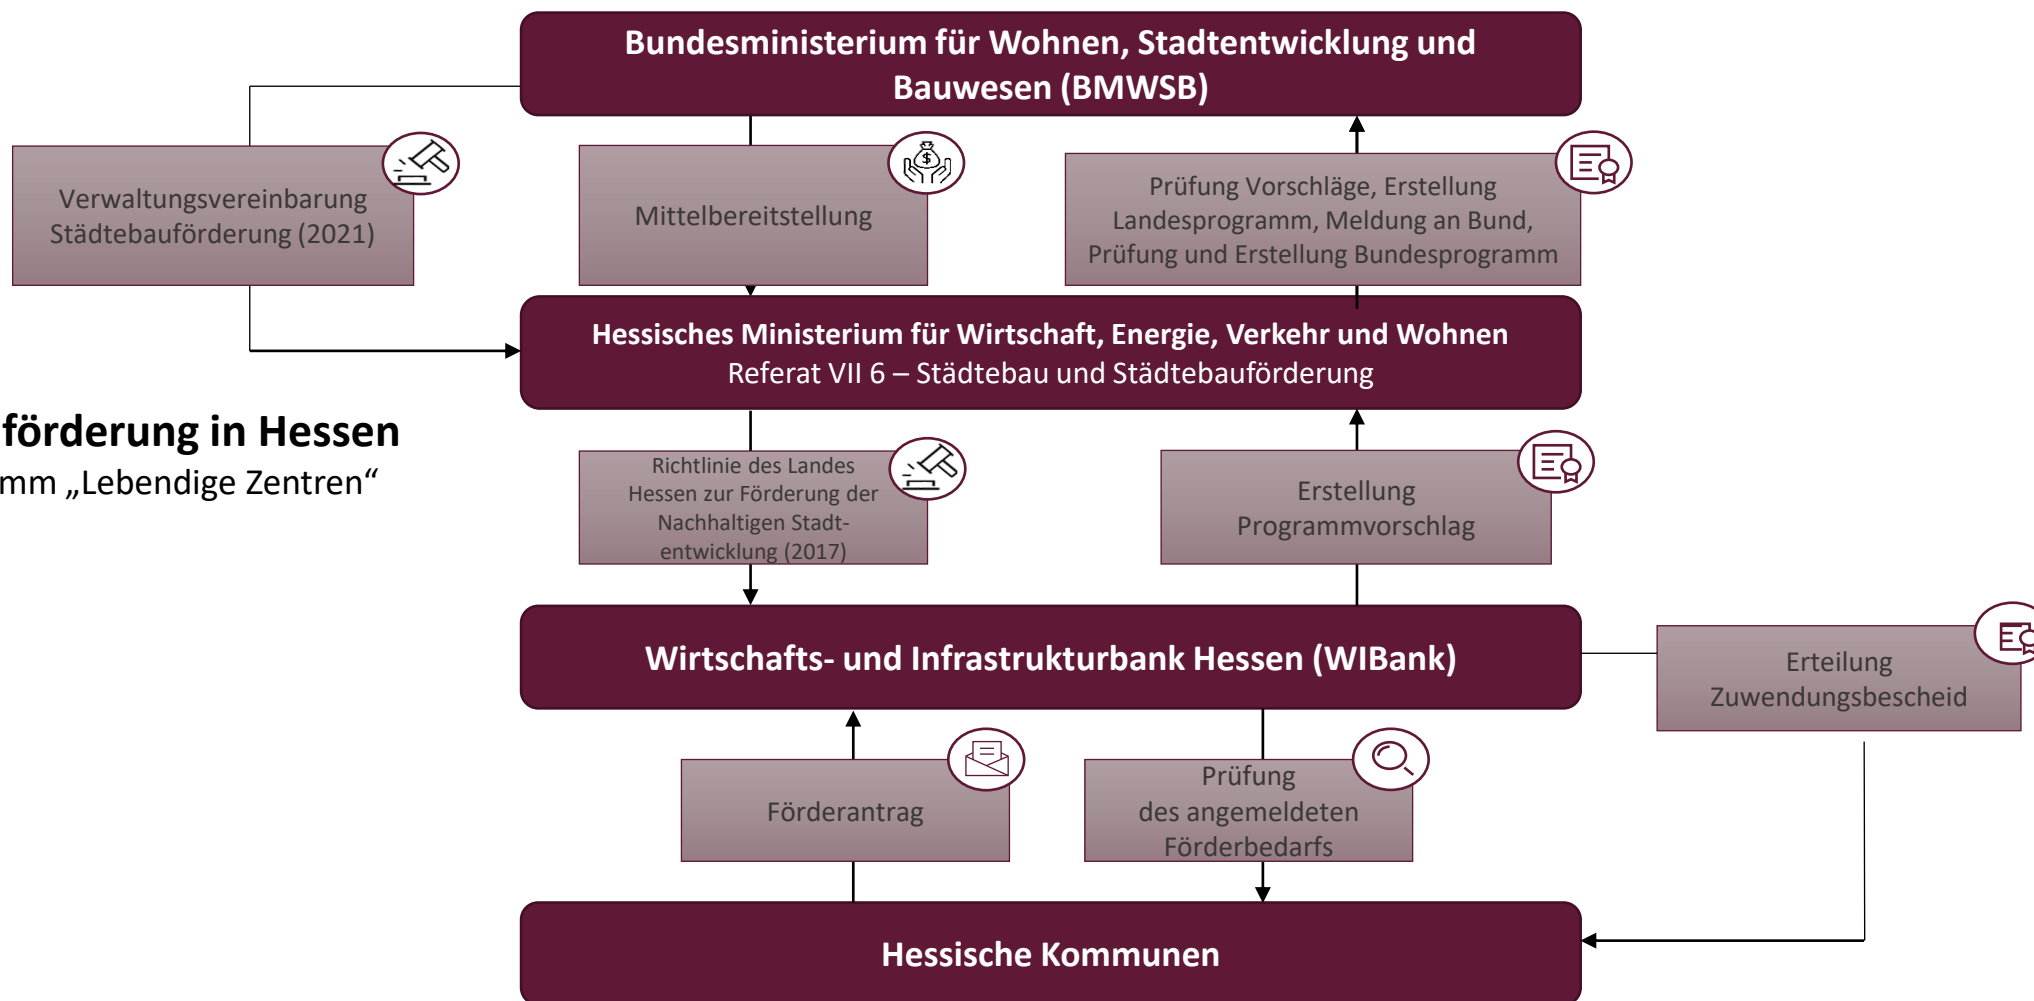 Bundesministerium für Wohnen, Stadtentwicklung und
Bauwesen (BMWSB)
Verwaltungsvereinbarung
Städtebauförderung (2021)
Mittelbereitstellung
$
Prüfung Vorschläge, Erstellung
Landesprogramm, Meldung an Bund,
Prüfung und Erstellung Bundesprogramm
Hessisches Ministerium für Wirtschaft, Energie, Verkehr und Wohnen
Referat VII 6 – Städtebau und Städtebauförderung
förderung in Hessen
mm „Lebendige Zentren“
Richtlinie des Landes
Hessen zur Förderung der
Nachhaltigen Stadt-
entwicklung (2017)
Erstellung
Programmvorschlag
Wirtschafts- und Infrastrukturbank Hessen (WIBank)
Erteilung
Zuwendungsbescheid
Förderantrag
Prüfung
des angemeldeten
Förderbedarfs
Hessische Kommunen